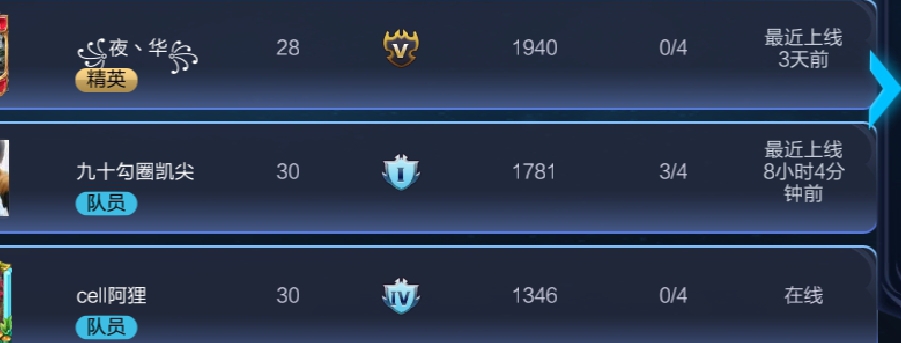 ꧁夜丶华꧂ 28 V 1940 0/4 最近上线
3天前
精英
九十勾圈凯尖 30 I 1781 3/4 最近上线
8小时4分
钟前
队员
cell阿狸 30 IV 1346 0/4 在线
队员